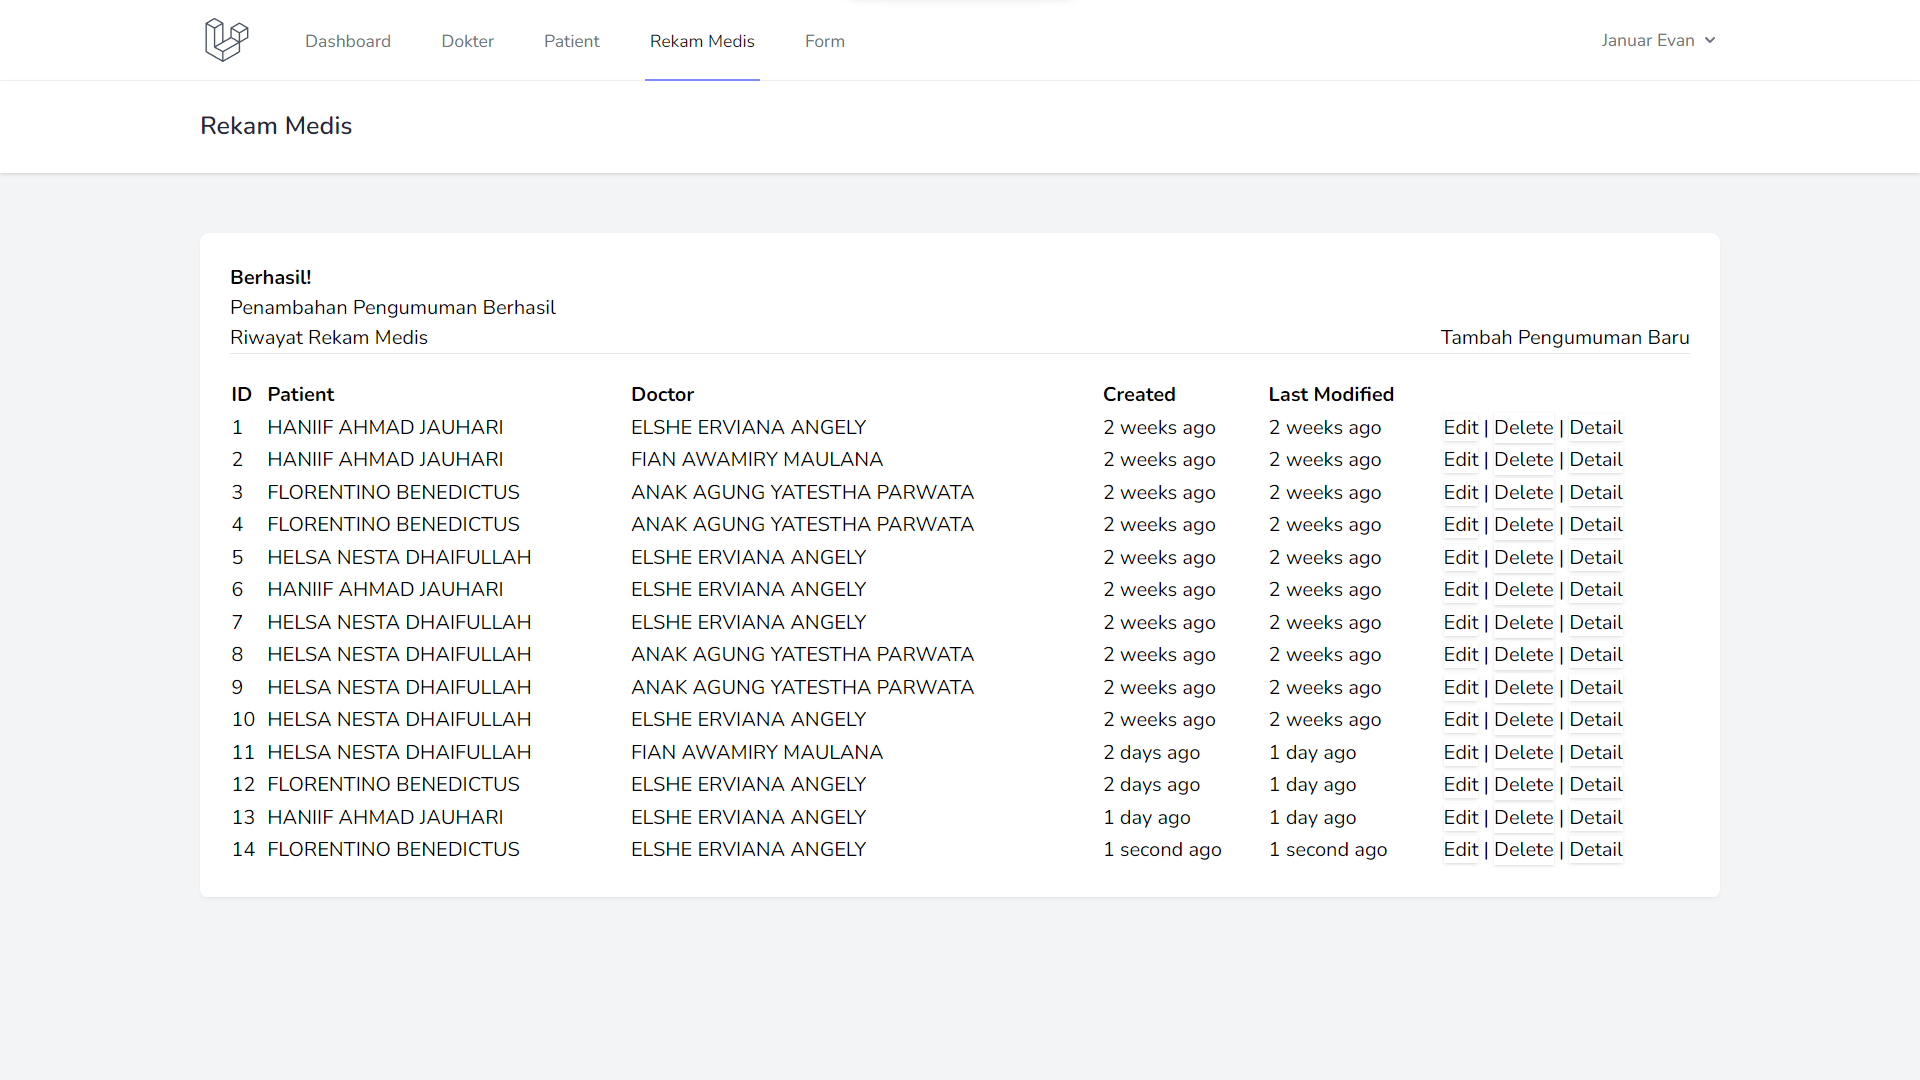 Dashboard Dokter Patient Rekam Medis Form Januar Evan
Rekam Medis
Berhasil!
Penambahan Pengumuman Berhasil
Riwayat Rekam Medis Tambah Pengumuman Baru
ID Patient Doctor Created Last Modified
1 HANIIF AHMAD JAUHARI ELSHE ERVIANA ANGELY 2 weeks ago 2 weeks ago Edit | Delete | Detail
2 HANIIF AHMAD JAUHARI FIAN AWAMIRY MAULANA 2 weeks ago 2 weeks ago Edit | Delete | Detail
3 FLORENTINO BENEDICTUS ANAK AGUNG YATESTHA PARWATA 2 weeks ago 2 weeks ago Edit | Delete | Detail
4 FLORENTINO BENEDICTUS ANAK AGUNG YATESTHA PARWATA 2 weeks ago 2 weeks ago Edit | Delete | Detail
5 HELSA NESTA DHAIFULLAH ELSHE ERVIANA ANGELY 2 weeks ago 2 weeks ago Edit | Delete | Detail
6 HANIIF AHMAD JAUHARI ELSHE ERVIANA ANGELY 2 weeks ago 2 weeks ago Edit | Delete | Detail
7 HELSA NESTA DHAIFULLAH ELSHE ERVIANA ANGELY 2 weeks ago 2 weeks ago Edit | Delete | Detail
8 HELSA NESTA DHAIFULLAH ANAK AGUNG YATESTHA PARWATA 2 weeks ago 2 weeks ago Edit | Delete | Detail
9 HELSA NESTA DHAIFULLAH ANAK AGUNG YATESTHA PARWATA 2 weeks ago 2 weeks ago Edit | Delete | Detail
10 HELSA NESTA DHAIFULLAH ELSHE ERVIANA ANGELY 2 weeks ago 2 weeks ago Edit | Delete | Detail
11 HELSA NESTA DHAIFULLAH FIAN AWAMIRY MAULANA 2 days ago 1 day ago Edit | Delete | Detail
12 FLORENTINO BENEDICTUS ELSHE ERVIANA ANGELY 2 days ago 1 day ago Edit | Delete | Detail
13 HANIIF AHMAD JAUHARI ELSHE ERVIANA ANGELY 1 day ago 1 day ago Edit | Delete | Detail
14 FLORENTINO BENEDICTUS ELSHE ERVIANA ANGELY 1 second ago 1 second ago Edit | Delete | Detail